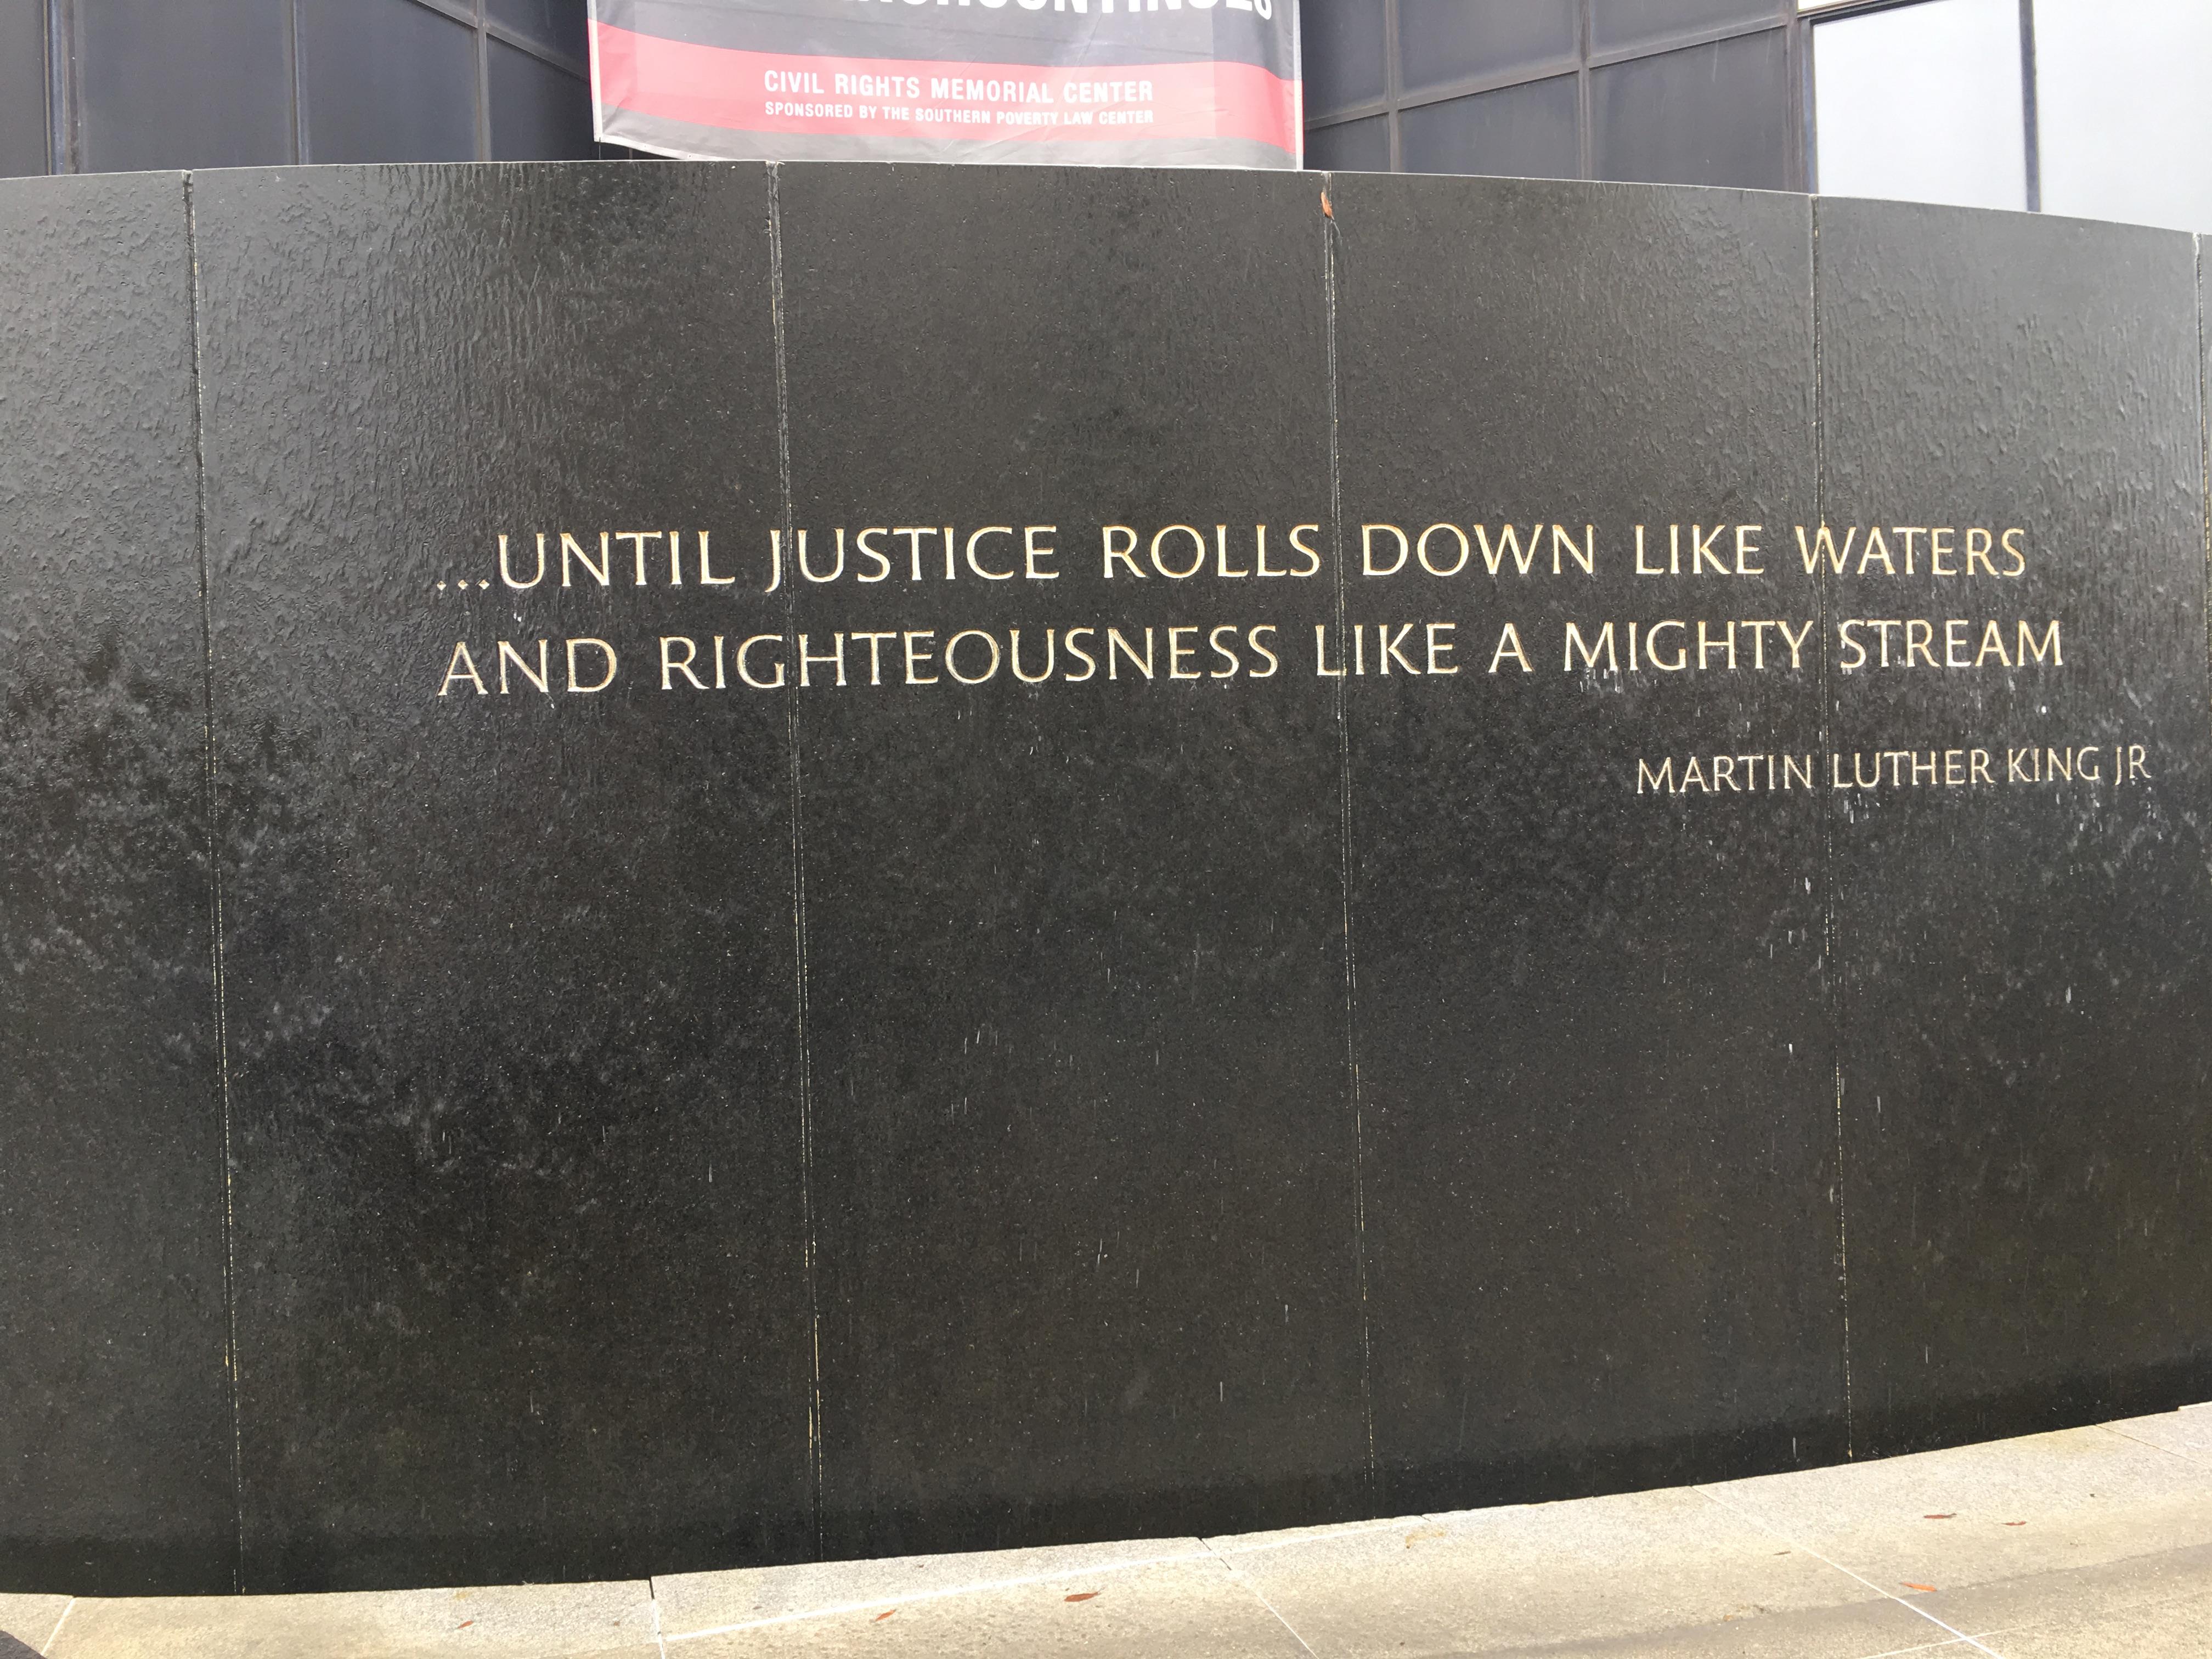 CIVIL RIGHTS MEMORIAL CENTER
SPONSORED BY THE SOUTHERN POVERTY LAW CENTER
...UNTIL JUSTICE ROLLS DOWN LIKE WATERS
AND RIGHTEOUSNESS LIKE A MIGHTY STREAM
MARTIN LUTHER KING JR